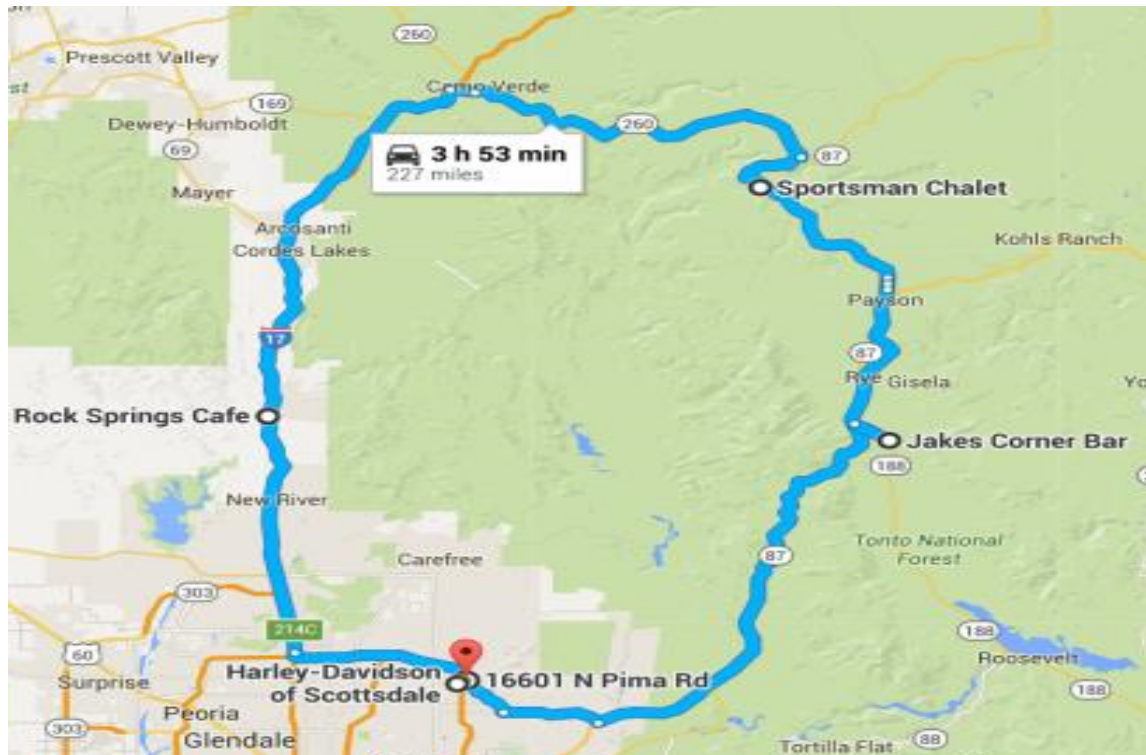 260
Prescott Valley
Camp Verde
169
Dewey-Humboldt
260
69
3 h 53 min
227 miles
87
Sportsman Chalet
Mayer
Arcosanti
Cordes Lakes
Kohls Ranch
Payson
17
87
Rye
Gisela
Rock Springs Cafe
Jakes Corner Bar
188
New River
Tonto National
Forest
Carefree
87
303
214C
60
188
Roosevelt
Harley-Davidson
of Scottsdale
16601 N Pima Rd
Surprise
188
Peoria
303
Glendale
88
Tortilla Flat